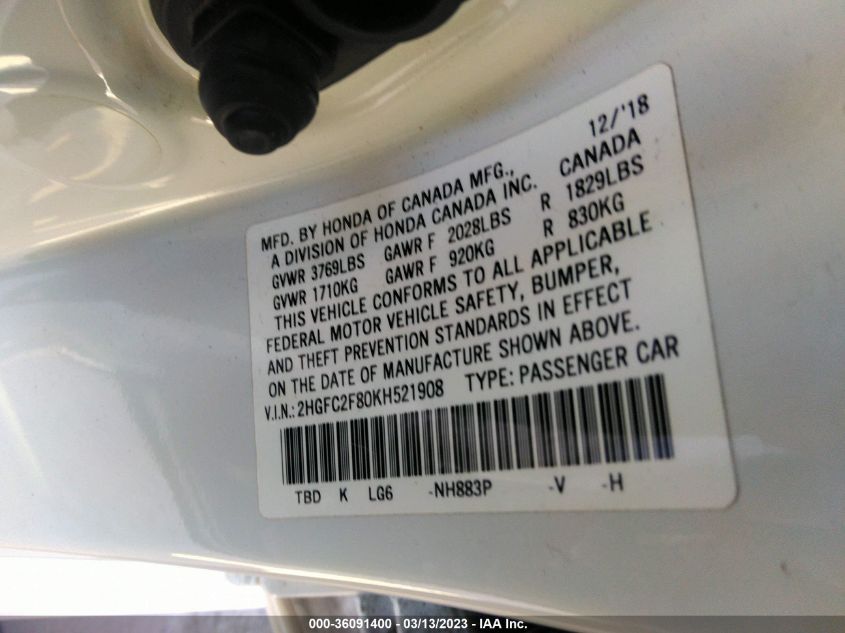 12/'18
MFD. BY HONDA OF CANADA MFG.,
A DIVISION OF HONDA CANADA INC. CANADA
GVWR 3769LBS GAWR F 2028LBS R 1829LBS
GVWR 1710KG GAWR F 920KG R 830KG
THIS VEHICLE CONFORMS TO ALL APPLICABLE
FEDERAL MOTOR VEHICLE SAFETY, BUMPER,
AND THEFT PREVENTION STANDARDS IN EFFECT
ON THE DATE OF MANUFACTURE SHOWN ABOVE.
V.I.N.: 2HGFC2F80KH521908 TYPE: PASSENGER CAR
TBD K LG6 -NH883P -V -H
000-36091400 - 03/13/2023 - IAA Inc.